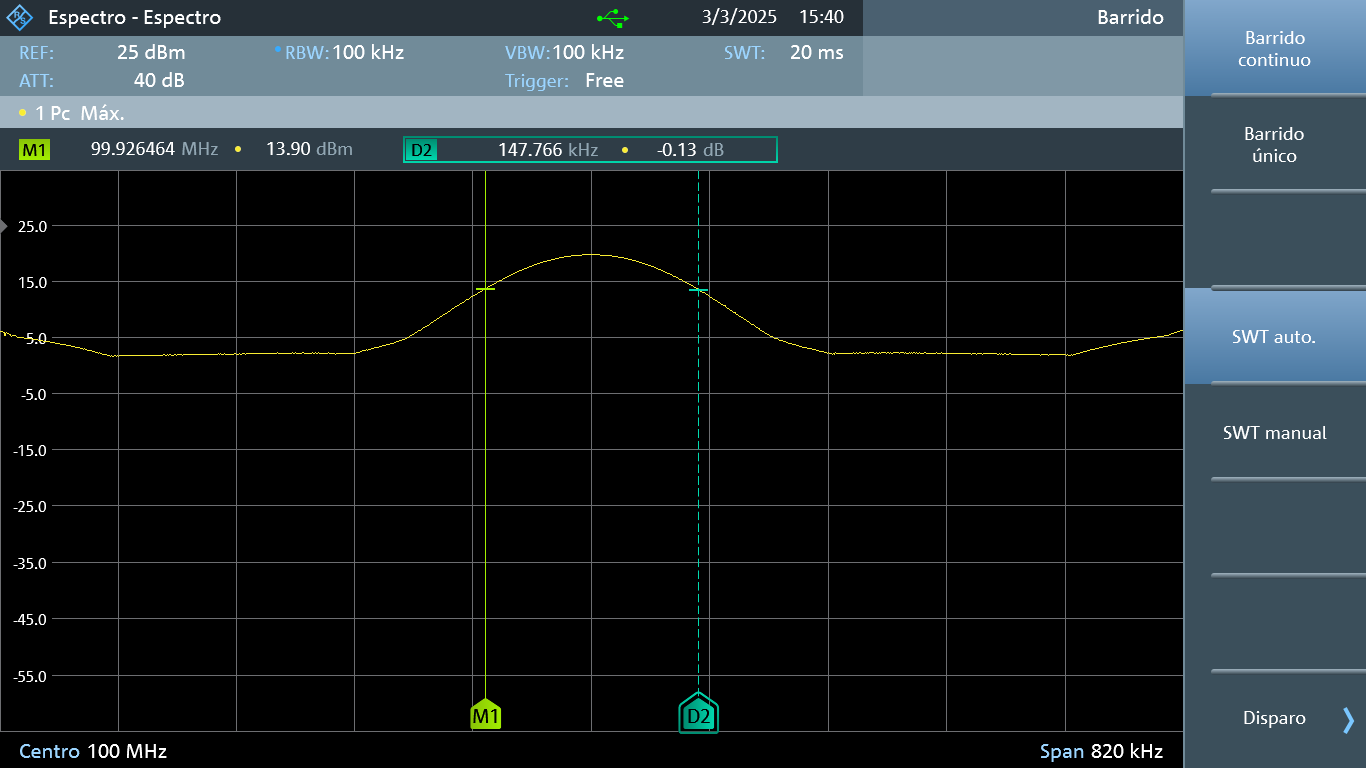 Espectro - Espectro 3/3/2025 15:40 Barrido
REF: 25 dBm RBW: 100 kHz VBW: 100 kHz SWT: 20 ms
ATT: 40 dB Trigger: Free
1 Pc Máx.
M1 99.926464 MHz 13.90 dBm D2 147.766 kHz -0.13 dB
25.0
15.0
5.0
-5.0
-15.0
-25.0
-35.0
-45.0
-55.0
M1 D2
Centro 100 MHz Span 820 kHz
Barrido
continuo
Barrido
único
SWT auto.
SWT manual
Disparo